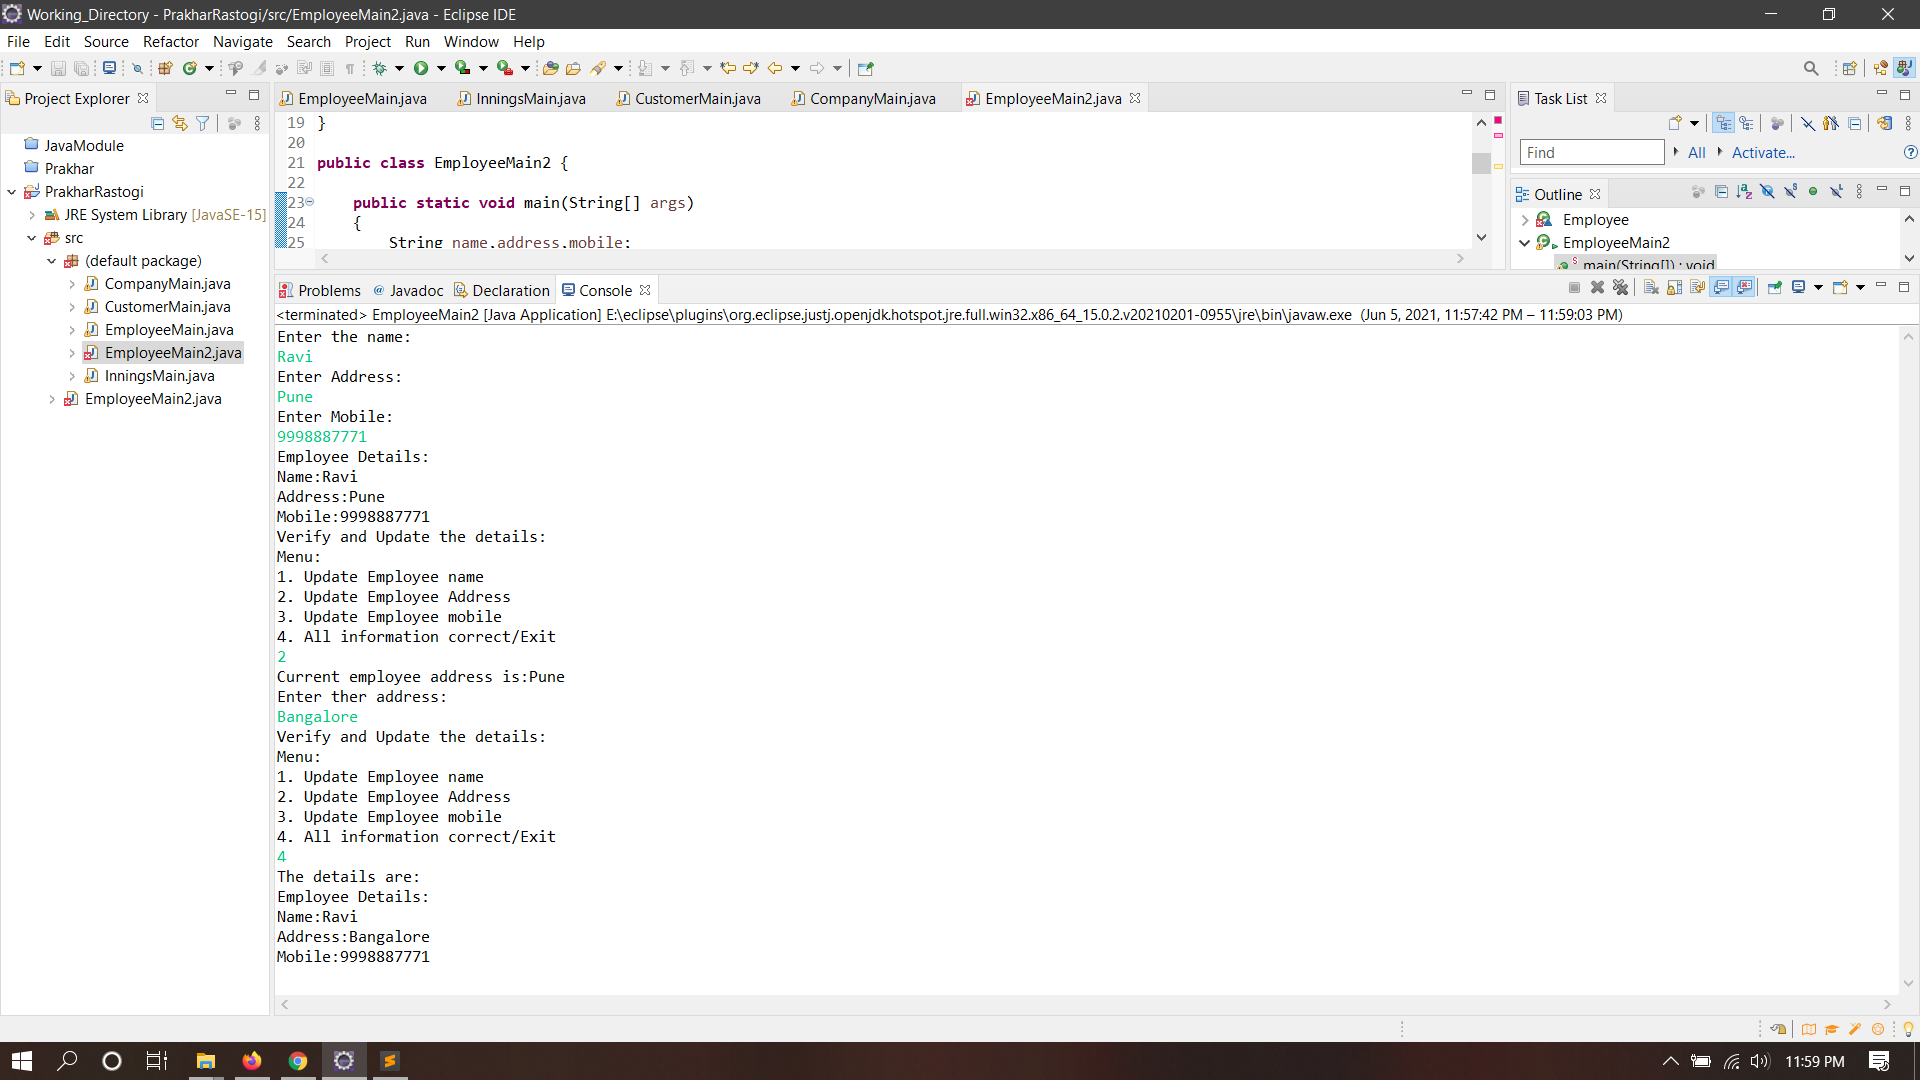 Working_Directory - PrakharRastogi/src/EmployeeMain2.java - Eclipse IDE
File Edit Source Refactor Navigate Search Project Run Window Help
Project Explorer
JavaModule
Prakhar
PrakharRastogi
JRE System Library [JavaSE-15]
src
(default package)
CompanyMain.java
CustomerMain.java
EmployeeMain.java
EmployeeMain2.java
InningsMain.java
EmployeeMain2.java
EmployeeMain.java InningsMain.java CustomerMain.java CompanyMain.java EmployeeMain2.java
19 }
20
21 public class EmployeeMain2 {
22
23 public static void main(String[] args)
24 {
25 String name,address,mobile;
Task List
Find All Activate...
Outline
Employee
EmployeeMain2
main(String[]) : void
Problems Javadoc Declaration Console
<terminated> EmployeeMain2 [Java Application] E:\eclipse\plugins\org.eclipse.justj.openjdk.hotspot.jre.full.win32.x86_64_15.0.2.v20210201-0955\jre\bin\javaw.exe (Jun 5, 2021, 11:57:42 PM – 11:59:03 PM)
Enter the name:
Ravi
Enter Address:
Pune
Enter Mobile:
9998887771
Employee Details:
Name:Ravi
Address:Pune
Mobile:9998887771
Verify and Update the details:
Menu:
1. Update Employee name
2. Update Employee Address
3. Update Employee mobile
4. All information correct/Exit
2
Current employee address is:Pune
Enter ther address:
Bangalore
Verify and Update the details:
Menu:
1. Update Employee name
2. Update Employee Address
3. Update Employee mobile
4. All information correct/Exit
4
The details are:
Employee Details:
Name:Ravi
Address:Bangalore
Mobile:9998887771
11:59 PM